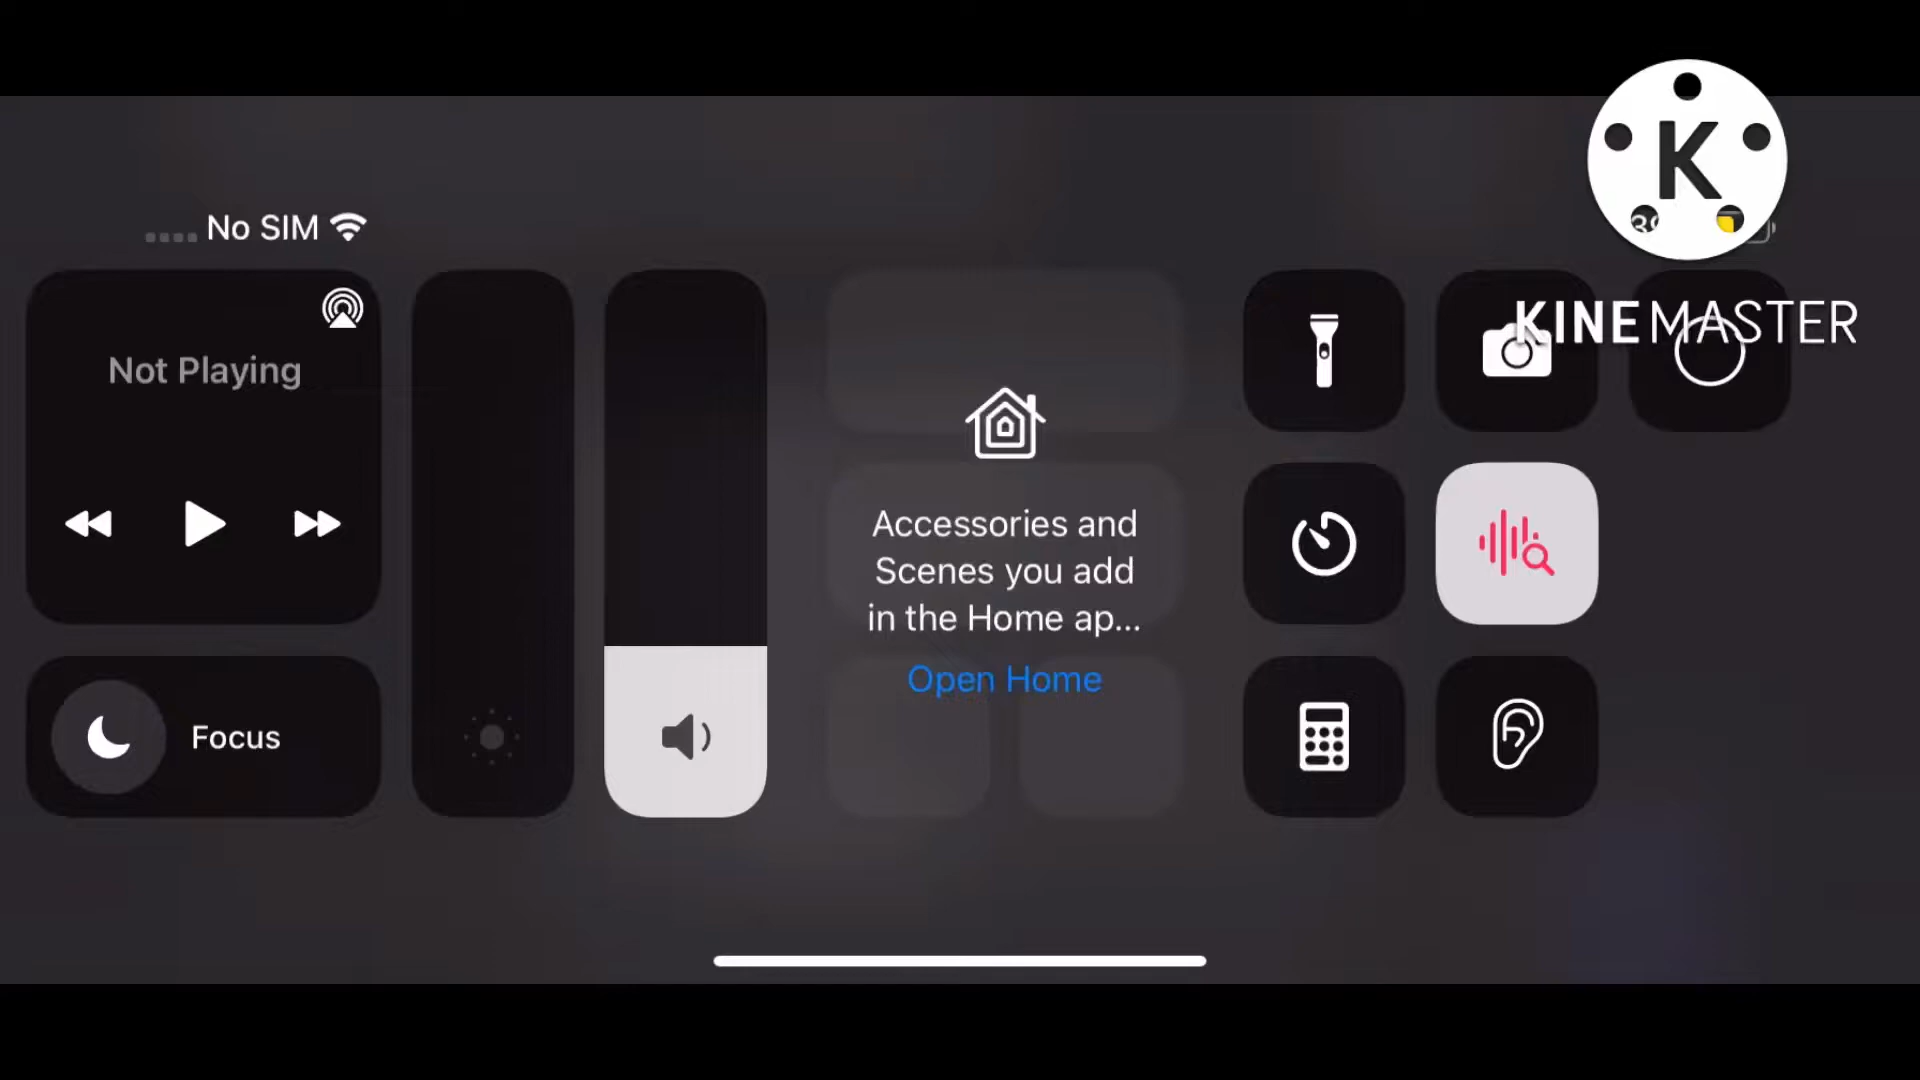 No SIM
Not Playing
Focus
Accessories and
Scenes you add
in the Home ap...
Open Home
K
KINEMASTER